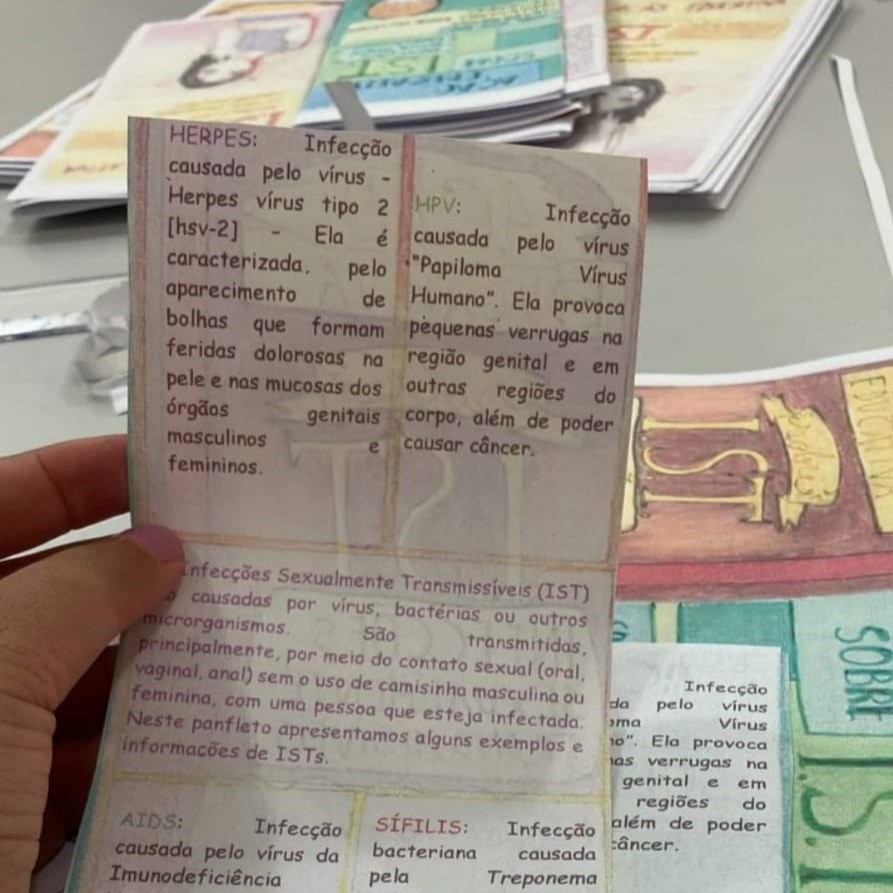 HERPES: Infecção
causada pelo vírus -
Herpes vírus tipo 2
[hsv-2] - Ela é
caracterizada. pelo
aparecimento de
bolhas que formam
feridas dolorosas na
pele e nas mucosas dos
órgãos genitais
masculinos e
femininos.
HPV: Infecção
causada pelo vírus
"Papiloma Vírus
Humano". Ela provoca
pequenas verrugas na
região genital e em
outras regiões do
corpo, além de poder
causar câncer.
Infecções Sexualmente Transmissíveis (IST)
causadas por vírus, bactérias ou outros
microrganismos. São transmitidas,
principalmente, por meio do contato sexual (oral,
vaginal, anal) sem o uso de camisinha masculina ou
feminina, com uma pessoa que esteja infectada.
Neste panfleto apresentamos alguns exemplos e
informacões de ISTs.
AIDS: Infecção
causada pelo vírus da
Imunodeficiência
SÍFILIS: Infecção
bacteriana causada
pela Treponema
Infecção
pelo vírus
Vírus
Ela provoca
verrugas na
genital e em
regiões do
além de poder
câncer.
IST
SOBRE
I.S.T
IST